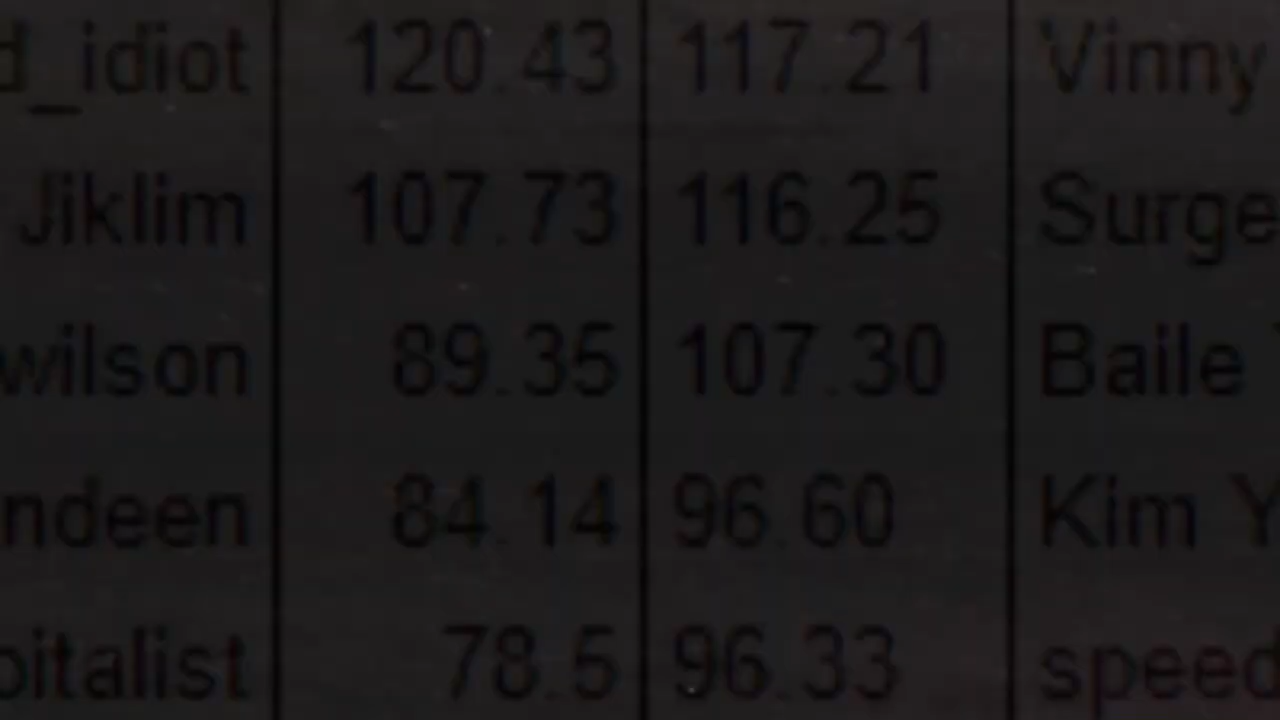 d_idiot 120.43 117.21 Vinny
Jiklim 107.73 116.25 Surge
wilson 89.35 107.30 Baile
ndeen 84.14 96.60 Kim Y
pitalist 78.5 96.33 speed